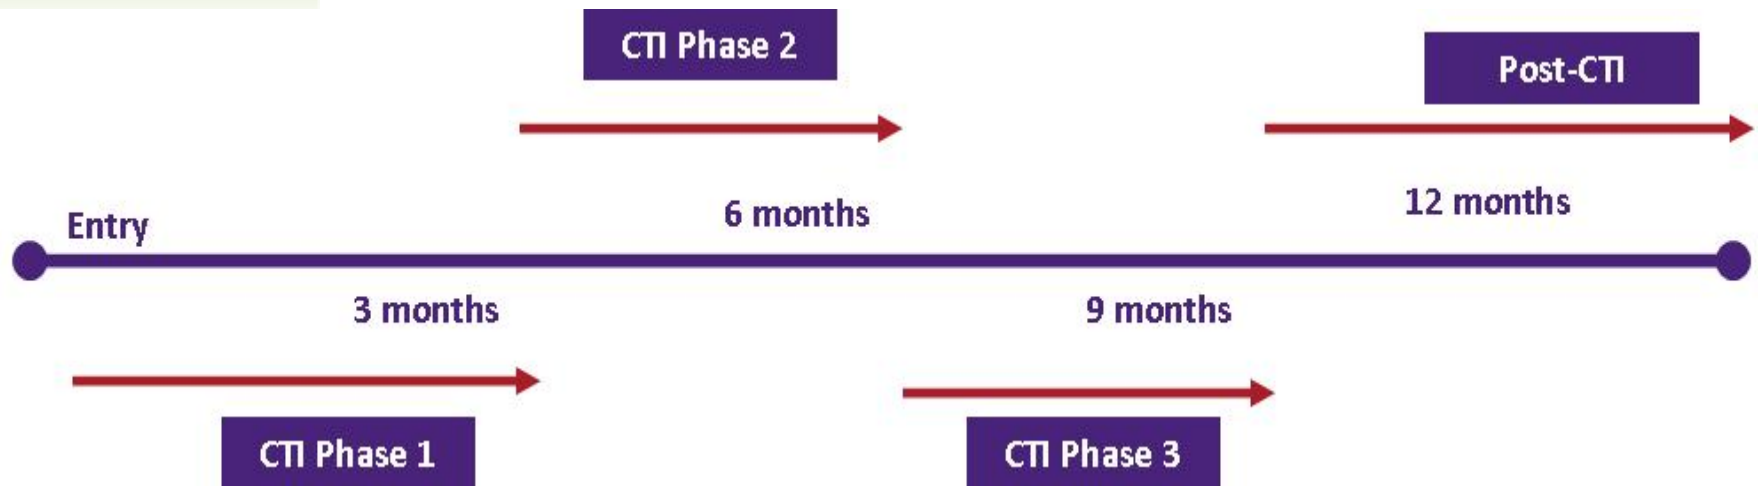 CTI Phase 2
Post-CTI
Entry
6 months
12 months
3 months
9 months
CTI Phase 1
CTI Phase 3